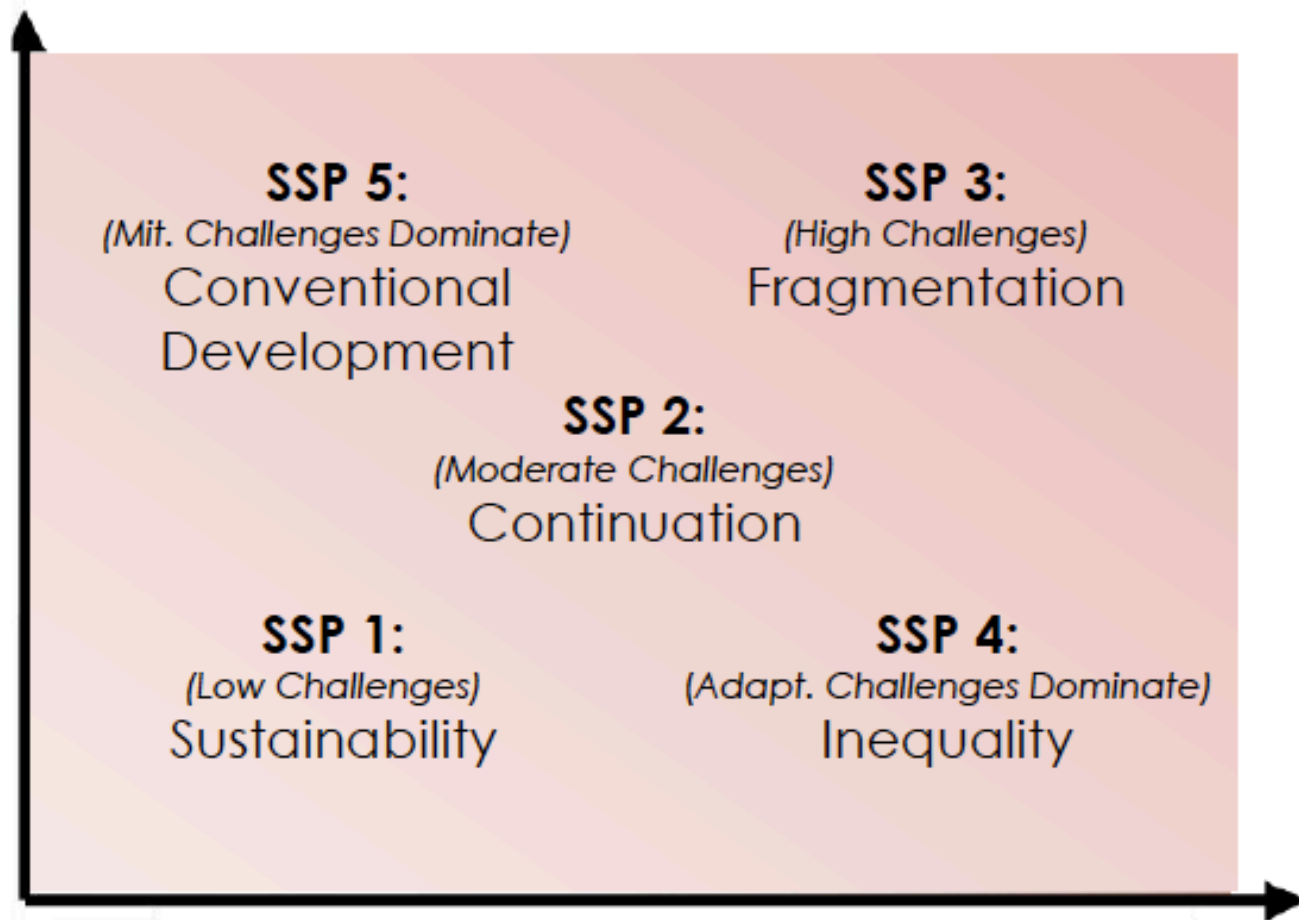 SSP 5:
(Mit. Challenges Dominate)
Conventional
Development
SSP 3:
(High Challenges)
Fragmentation
SSP 2:
(Moderate Challenges)
Continuation
SSP 1:
(Low Challenges)
Sustainability
SSP 4:
(Adapt. Challenges Dominate)
Inequality